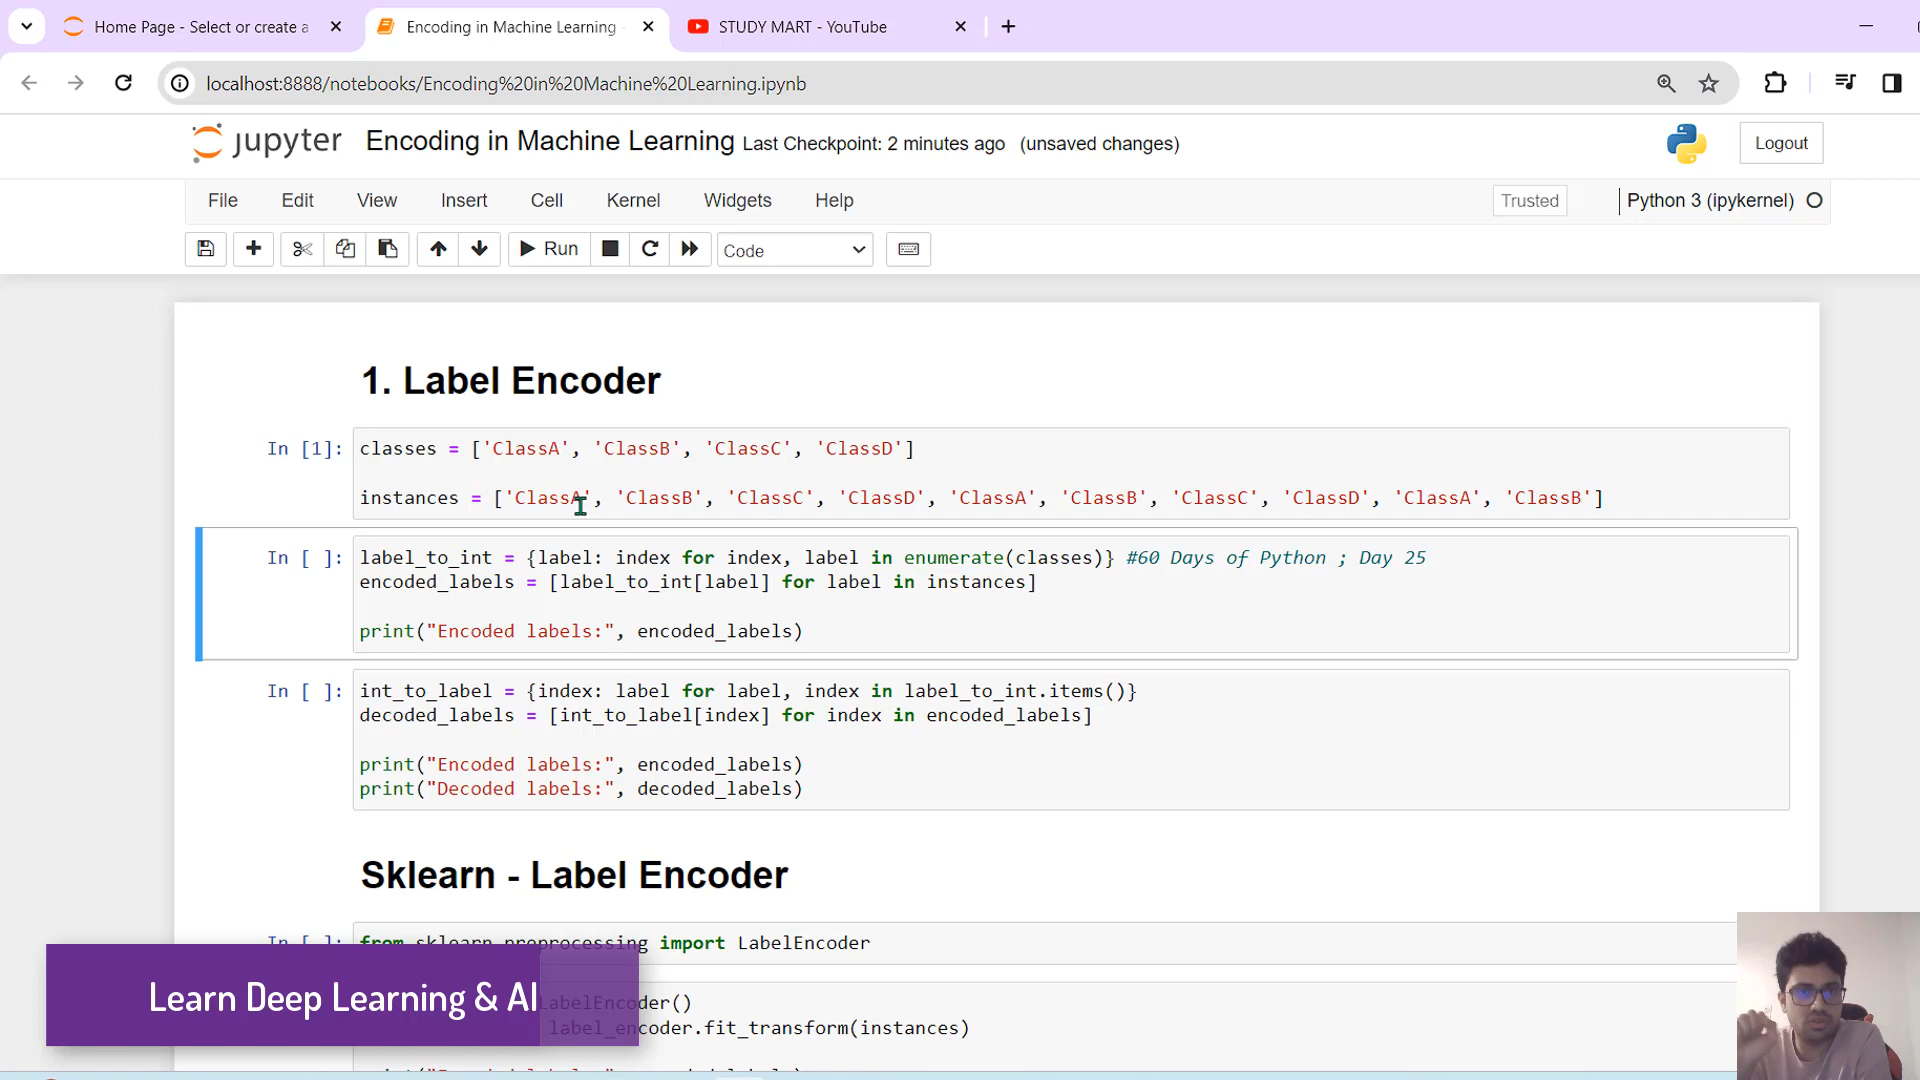 Home Page - Select or create a
Encoding in Machine Learning -
STUDY MART - YouTube
localhost:8888/notebooks/Encoding%20in%20Machine%20Learning.ipynb
jupyter Encoding in Machine Learning Last Checkpoint: 2 minutes ago (unsaved changes)
Logout
File Edit View Insert Cell Kernel Widgets Help
Trusted
Python 3 (ipykernel)
Run
Code
1. Label Encoder
In [1]: classes = ['ClassA', 'ClassB', 'ClassC', 'ClassD']
instances = ['ClassA', 'ClassB', 'ClassC', 'ClassD', 'ClassA', 'ClassB', 'ClassC', 'ClassD', 'ClassA', 'ClassB']
In [ ]: label_to_int = {label: index for index, label in enumerate(classes)} #60 Days of Python ; Day 25
encoded_labels = [label_to_int[label] for label in instances]
print("Encoded labels:", encoded_labels)
In [ ]: int_to_label = {index: label for label, index in label_to_int.items()}
decoded_labels = [int_to_label[index] for index in encoded_labels]
print("Encoded labels:", encoded_labels)
print("Decoded labels:", decoded_labels)
Sklearn - Label Encoder
In [ ]: from sklearn.preprocessing import LabelEncoder
LabelEncoder()
label_encoder.fit_transform(instances)
Learn Deep Learning & AI